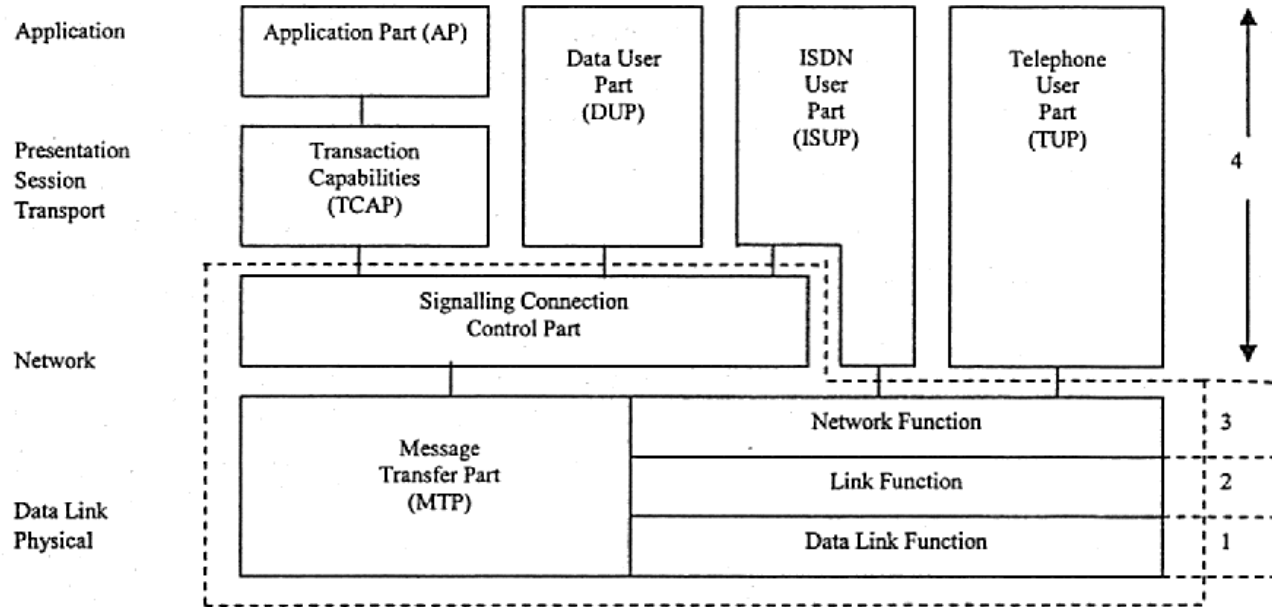 Application
Application Part (AP)
Data User
Part
(DUP)
ISDN
User
Part
(ISUP)
Telephone
User
Part
(TUP)
Presentation
Session
Transport
Transaction
Capabilities
(TCAP)
4
Signalling Connection
Control Part
Network
Message
Transfer Part
(MTP)
Network Function
3
Link Function
2
Data Link
Physical
Data Link Function
1